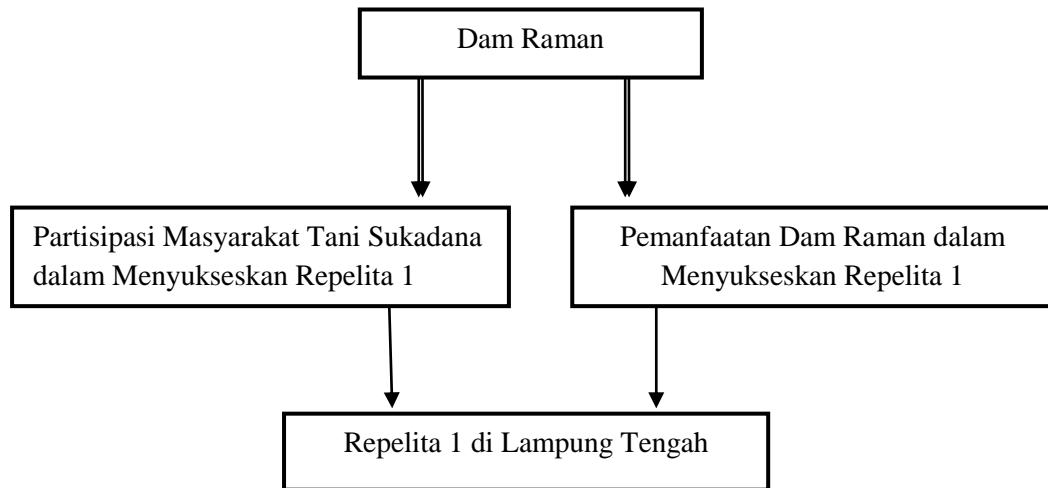 Dam Raman
Partisipasi Masyarakat Tani Sukadana
dalam Menyukseskan Repelita 1
Pemanfaatan Dam Raman dalam
Menyukseskan Repelita 1
Repelita 1 di Lampung Tengah